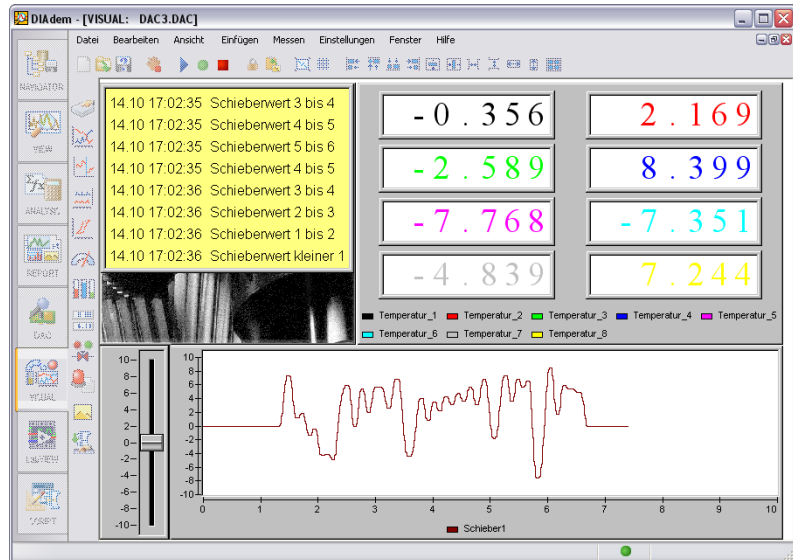 DIAdem - [VISUAL: DAC3.DAC]
Datei Bearbeiten Ansicht Einfügen Messen Einstellungen Fenster Hilfe
NAVIGATOR
VIEW
ANALYSIS
REPORT
DAC
VISUAL
LabVIEW
SCRIPT
14.10 17:02:35 Schieberwert 3 bis 4
14.10 17:02:35 Schieberwert 4 bis 5
14.10 17:02:35 Schieberwert 5 bis 6
14.10 17:02:35 Schieberwert 4 bis 5
14.10 17:02:36 Schieberwert 3 bis 4
14.10 17:02:36 Schieberwert 2 bis 3
14.10 17:02:36 Schieberwert 1 bis 2
14.10 17:02:36 Schieberwert kleiner 1
-0.356 2.169
-2.589 8.399
-7.768 -7.351
-4.839 7.244
Temperatur_1 Temperatur_2 Temperatur_3 Temperatur_4 Temperatur_5
Temperatur_6 Temperatur_7 Temperatur_8
10
8
6
4
2
0
-2
-4
-6
-8
-10
10
8
6
4
2
0
-2
-4
-6
-8
-10
0 1 2 3 4 5 6 7 8 9 10
Schieber1